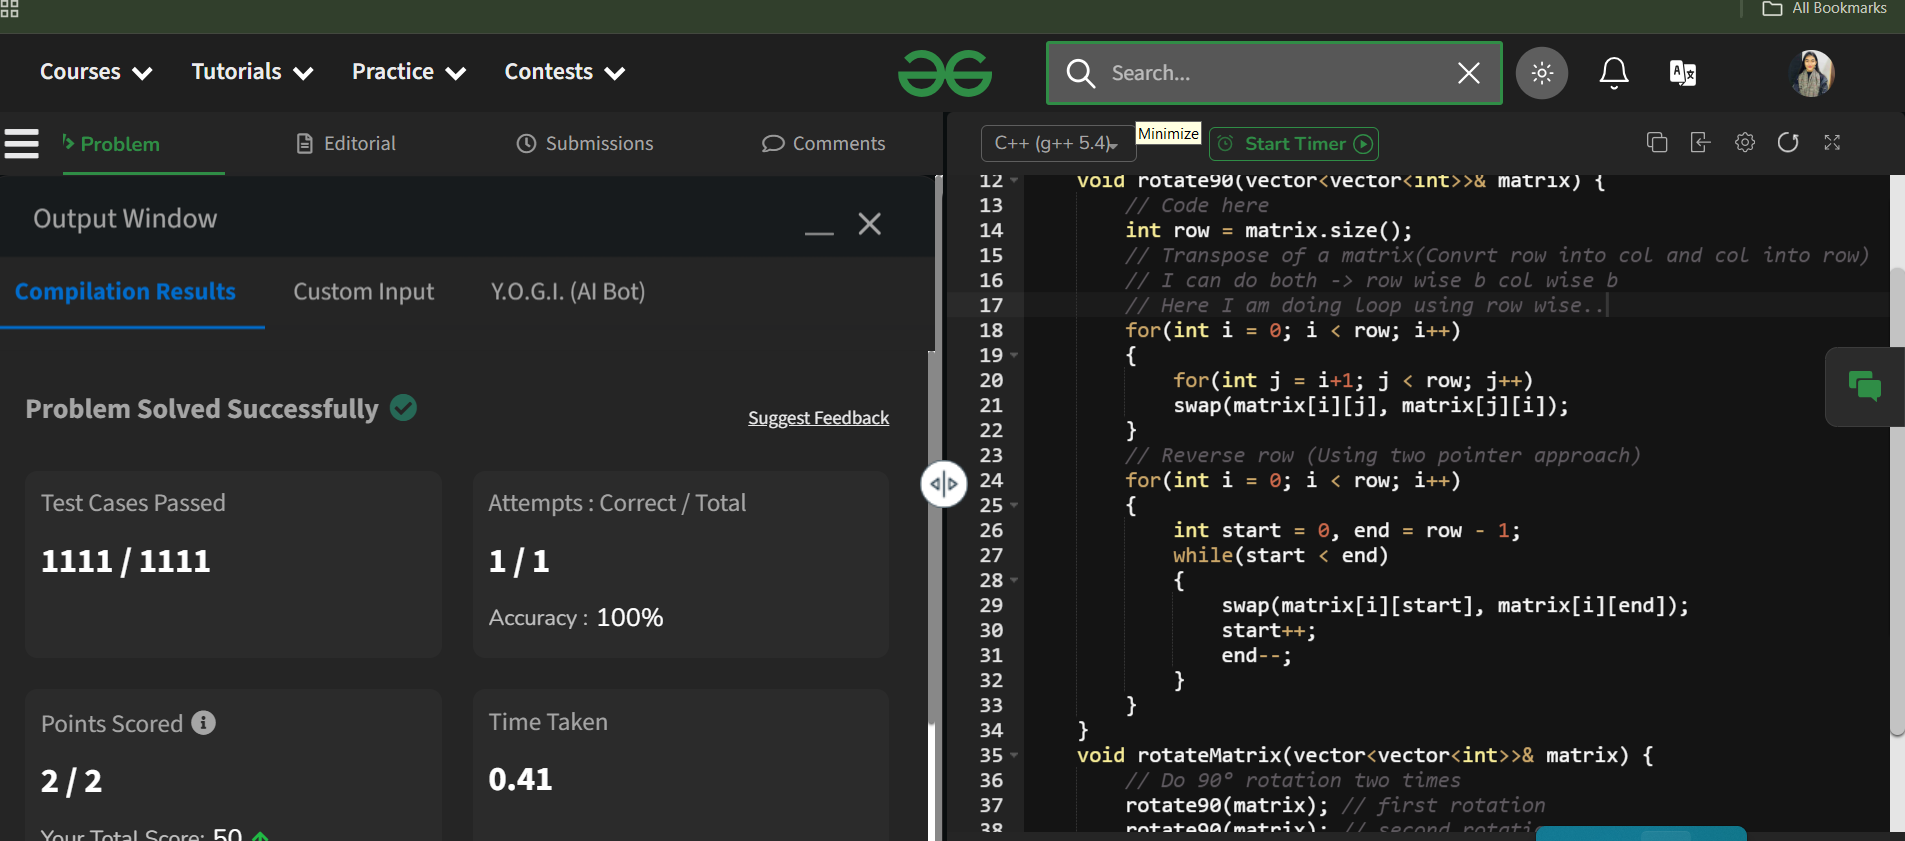 All Bookmarks
Courses
Tutorials
Practice
Contests
Search...
Problem
Editorial
Submissions
Comments
C++ (g++ 5.4)
Minimize
Start Timer
Output Window
Compilation Results
Custom Input
Y.O.G.I. (AI Bot)
Problem Solved Successfully
Suggest Feedback
Test Cases Passed
1111 / 1111
Attempts : Correct / Total
1 / 1
Accuracy : 100%
Points Scored
2 / 2
Your Total Score: 50
Time Taken
0.41
12 void rotate90(vector<vector<int>>& matrix) {
13 // Code here
14 int row = matrix.size();
15 // Transpose of a matrix(Convrt row into col and col into row)
16 // I can do both -> row wise b col wise b
17 // Here I am doing loop using row wise..
18 for(int i = 0; i < row; i++)
19 {
20 for(int j = i+1; j < row; j++)
21 swap(matrix[i][j], matrix[j][i]);
22 }
23 // Reverse row (Using two pointer approach)
24 for(int i = 0; i < row; i++)
25 {
26 int start = 0, end = row - 1;
27 while(start < end)
28 {
29 swap(matrix[i][start], matrix[i][end]);
30 start++;
31 end--;
32 }
33 }
34 }
35 void rotateMatrix(vector<vector<int>>& matrix) {
36 // Do 90° rotation two times
37 rotate90(matrix); // first rotation
38 rotate90(matrix); // second